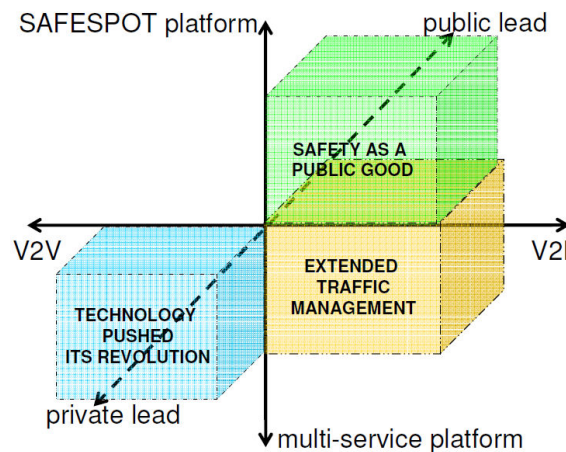 SAFESPOT platform
public lead
SAFETY AS A
PUBLIC GOOD
V2V
V2I
EXTENDED
TRAFFIC
MANAGEMENT
TECHNOLOGY
PUSHED
ITS REVOLUTION
private lead
multi-service platform